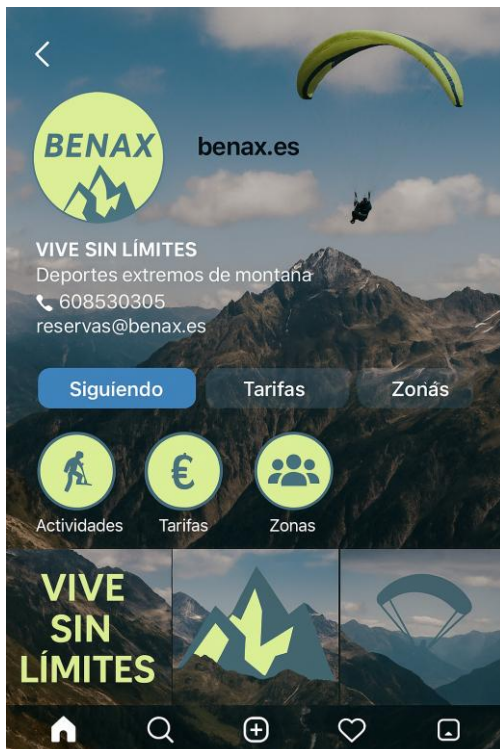 BENAX
benax.es
VIVE SIN LÍMITES
Deportes extremos de montaña
608530305
reservas@benax.es
Siguiendo
Tarifas
Zonas
€
Actividades
Tarifas
Zonas
VIVE
SIN
LÍMITES